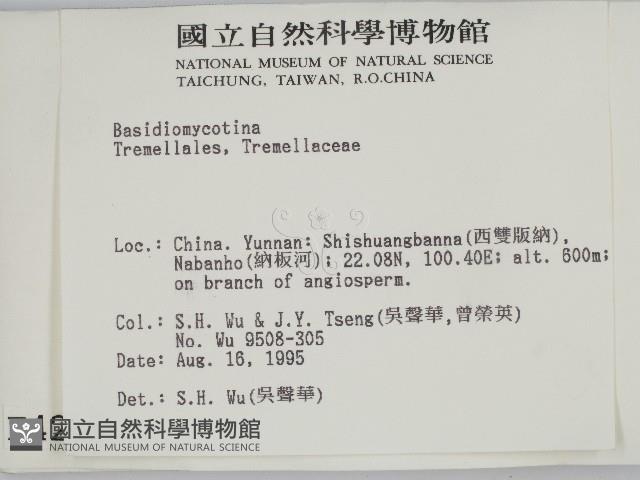 國立自然科學博物館
NATIONAL MUSEUM OF NATURAL SCIENCE
TAICHUNG, TAIWAN, R.O.CHINA
Basidiomycotina
Tremellales, Tremellaceae
Loc.: China. Yunnan: Shishuangbanna(西雙版納),
Nabanho(納板河); 22.08N, 100.40E; alt. 600m;
on branch of angiosperm.
Col.: S.H. Wu & J.Y. Tseng(吳聲華,曾榮英)
No. Wu 9508-305
Date: Aug. 16, 1995
Det.: S.H. Wu(吳聲華)
國立自然科學博物館
NATIONAL MUSEUM OF NATURAL SCIENCE